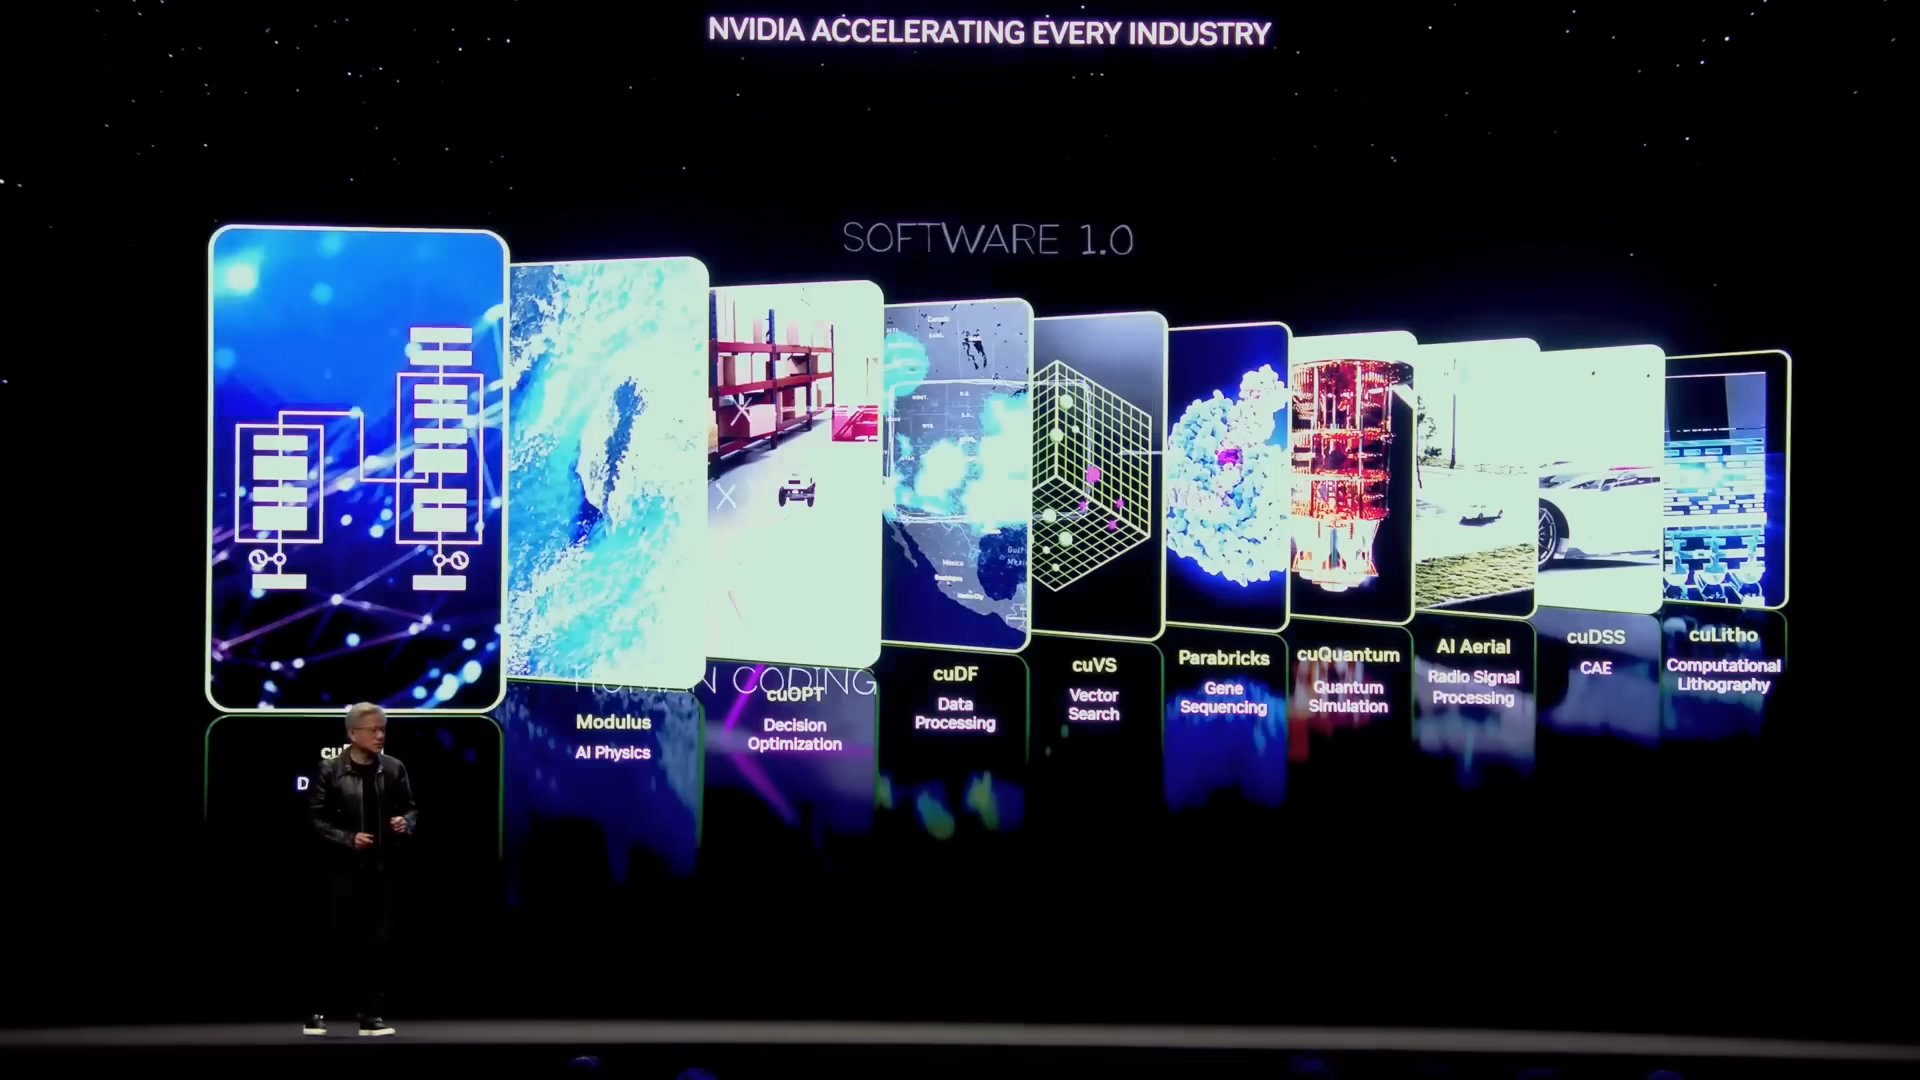 NVIDIA ACCELERATING EVERY INDUSTRY
SOFTWARE 1.0
CODING
Modulus
AI Physics
cuOPT
Decision
Optimization
cuDF
Data
Processing
cuVS
Vector
Search
Parabricks
Gene
Sequencing
cuQuantum
Quantum
Simulation
AI Aerial
Radio Signal
Processing
cuDSS
CAE
cuLitho
Computational
Lithography